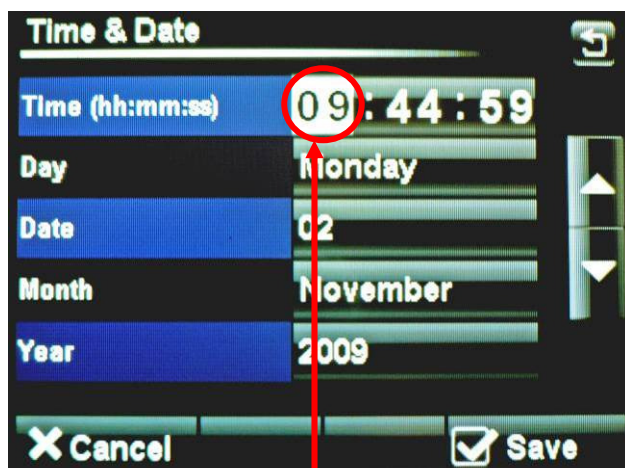 Time & Date
Time (hh:mm:ss) 09:44:59
Day Monday
Date 02
Month November
Year 2009
Cancel Save